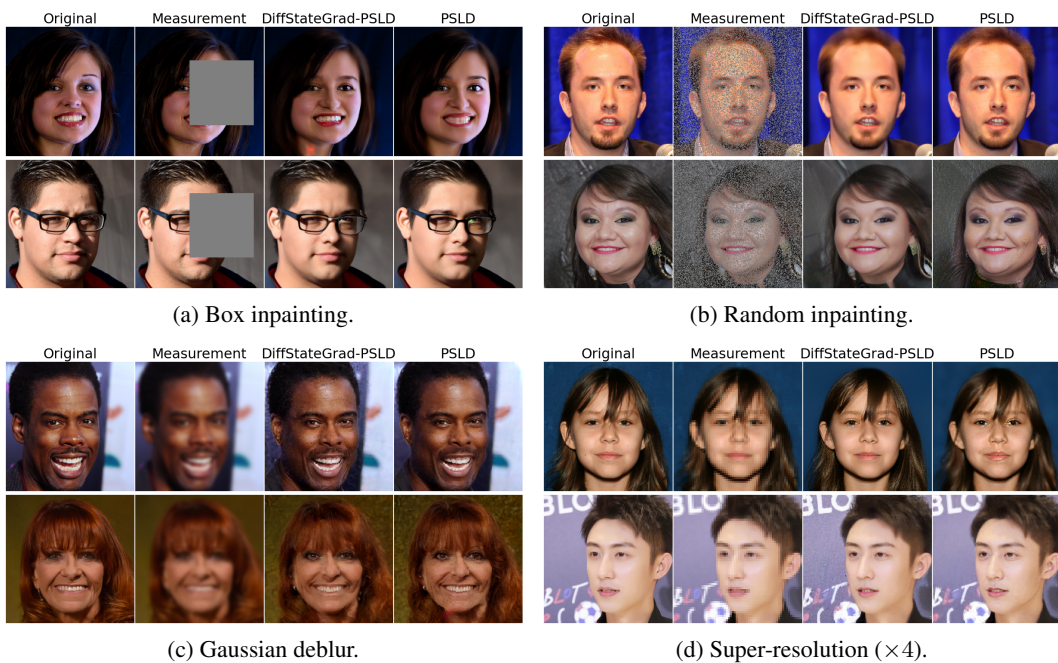 Original Measurement DiffStateGrad-PSLD PSLD
(a) Box inpainting.
Original Measurement DiffStateGrad-PSLD PSLD
(b) Random inpainting.
Original Measurement DiffStateGrad-PSLD PSLD
(c) Gaussian deblur.
Original Measurement DiffStateGrad-PSLD PSLD
BLOT
(d) Super-resolution (×4).